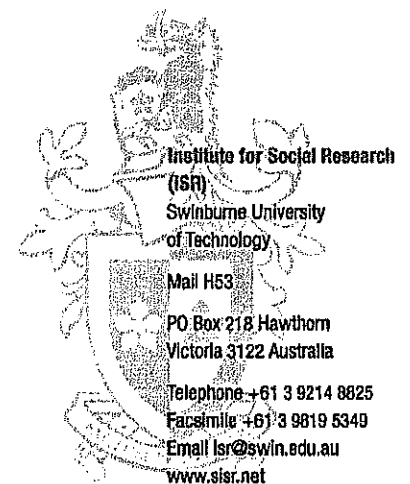 Institute for Social Research
(ISR)
Swinburne University
of Technology
Mail H53
PO Box 218 Hawthorn
Victoria 3122 Australia
Telephone +61 3 9214 8825
Facsimile +61 3 9819 5349
Email isr@swin.edu.au
www.sisr.net